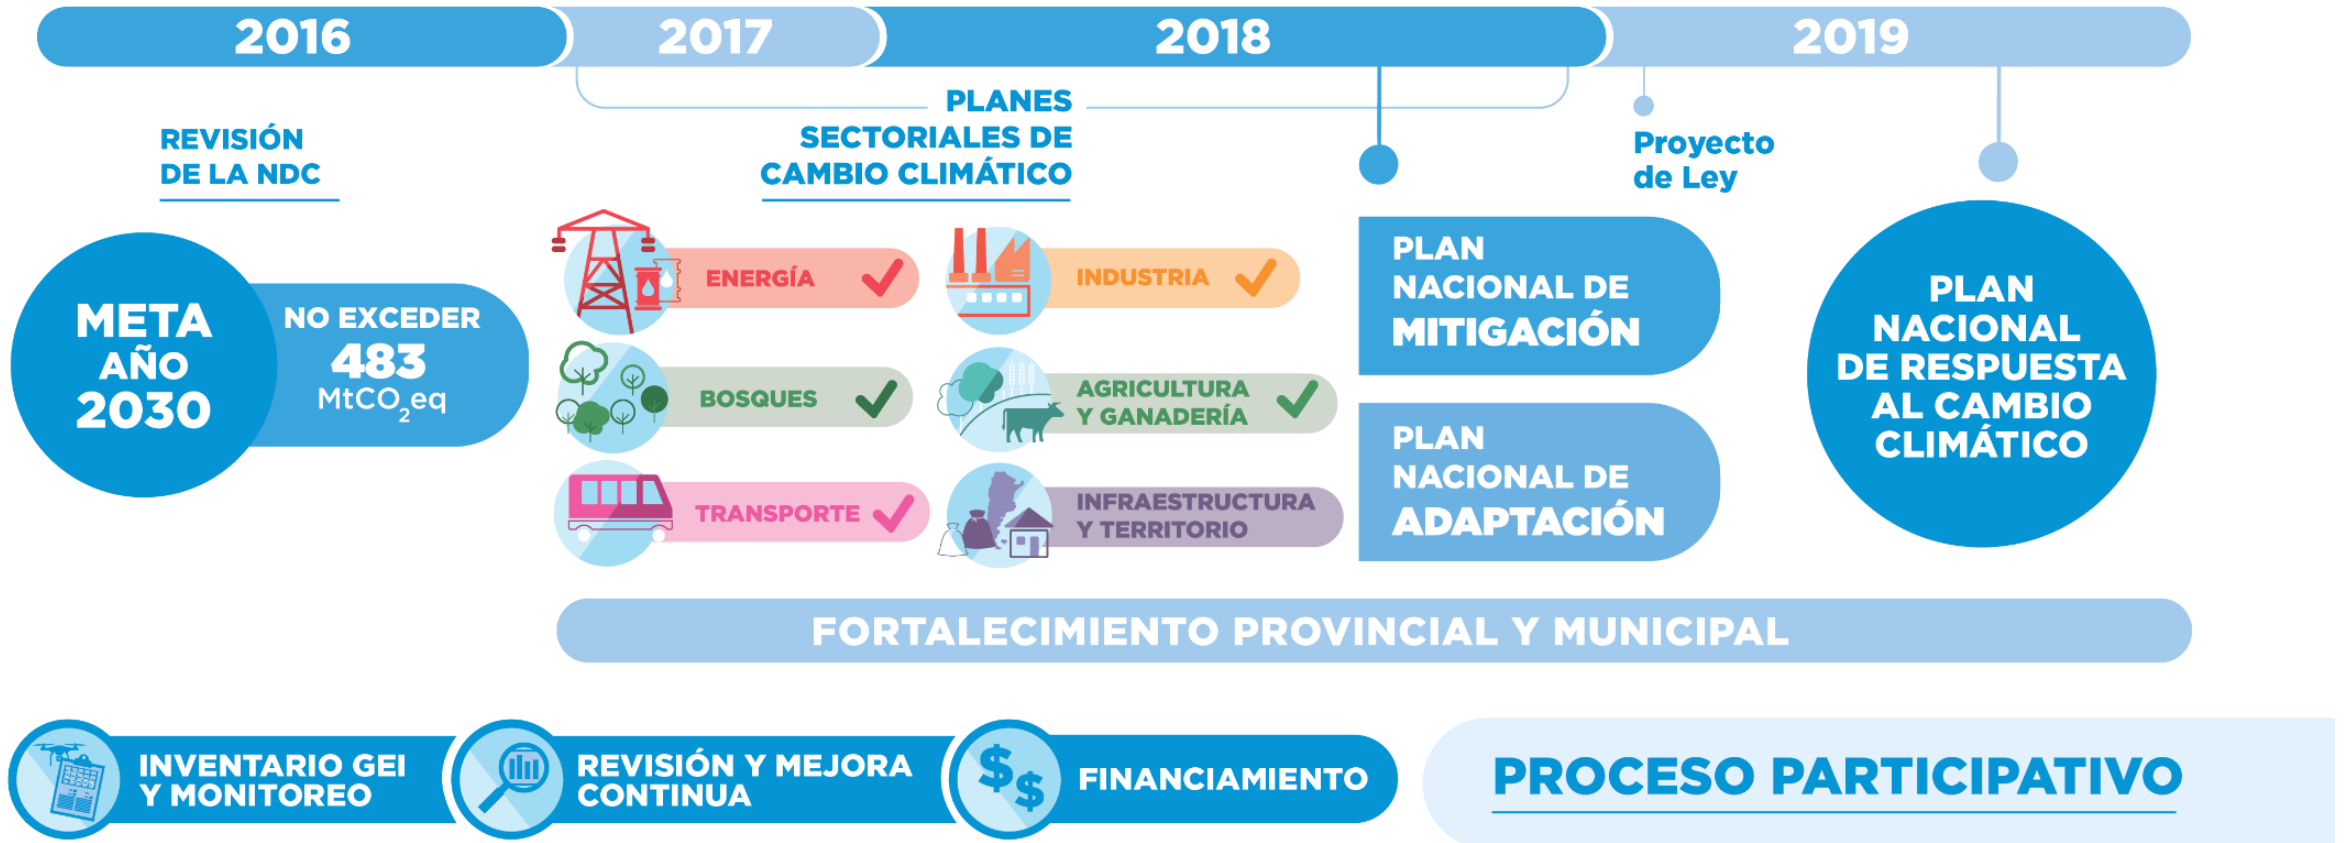 2016
2017
2018
2019
REVISIÓN
DE LA NDC
META
AÑO
2030
NO EXCEDER
483
MtCO₂eq
PLANES
SECTORIALES DE
CAMBIO CLIMÁTICO
ENERGÍA
BOSQUES
TRANSPORTE
INDUSTRIA
AGRICULTURA
Y GANADERÍA
INFRAESTRUCTURA
Y TERRITORIO
PLAN
NACIONAL DE
MITIGACIÓN
PLAN
NACIONAL DE
ADAPTACIÓN
Proyecto
de Ley
PLAN
NACIONAL
DE RESPUESTA
AL CAMBIO
CLIMÁTICO
FORTALECIMIENTO PROVINCIAL Y MUNICIPAL
INVENTARIO GEI
Y MONITOREO
REVISIÓN Y MEJORA
CONTINUA
$
$
FINANCIAMIENTO
PROCESO PARTICIPATIVO